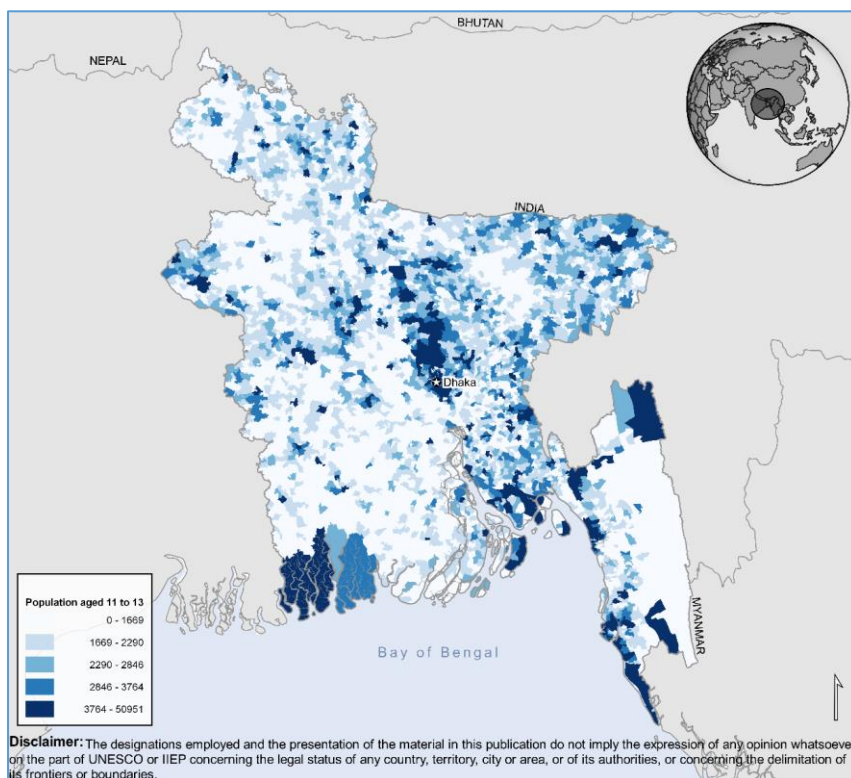 BHUTAN
NEPAL
INDIA
Dhaka
MYANMAR
Population aged 11 to 13
0 - 1669
1669 - 2290
2290 - 2846
2846 - 3764
3764 - 50951
Bay of Bengal
Disclaimer: The designations employed and the presentation of the material in this publication do not imply the expression of any opinion whatsoeve
on the part of UNESCO or IIEP concerning the legal status of any country, territory, city or area, or of its authorities, or concerning the delimitation of
its frontiers or boundaries.